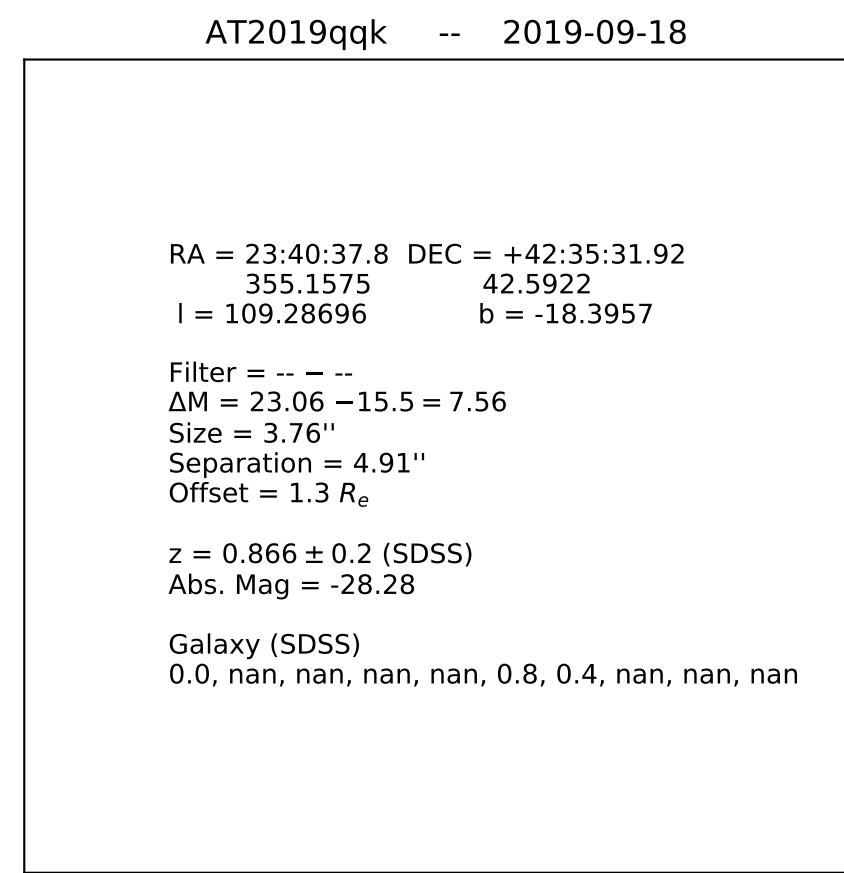 AT2019qqk -- 2019-09-18
RA = 23:40:37.8 DEC = +42:35:31.92
355.1575 42.5922
l = 109.28696 b = -18.3957
Filter = -- − --
ΔM = 23.06 −15.5 = 7.56
Size = 3.76''
Separation = 4.91''
Offset = 1.3 Rₑ
z = 0.866 ± 0.2 (SDSS)
Abs. Mag = -28.28
Galaxy (SDSS)
0.0, nan, nan, nan, nan, 0.8, 0.4, nan, nan, nan